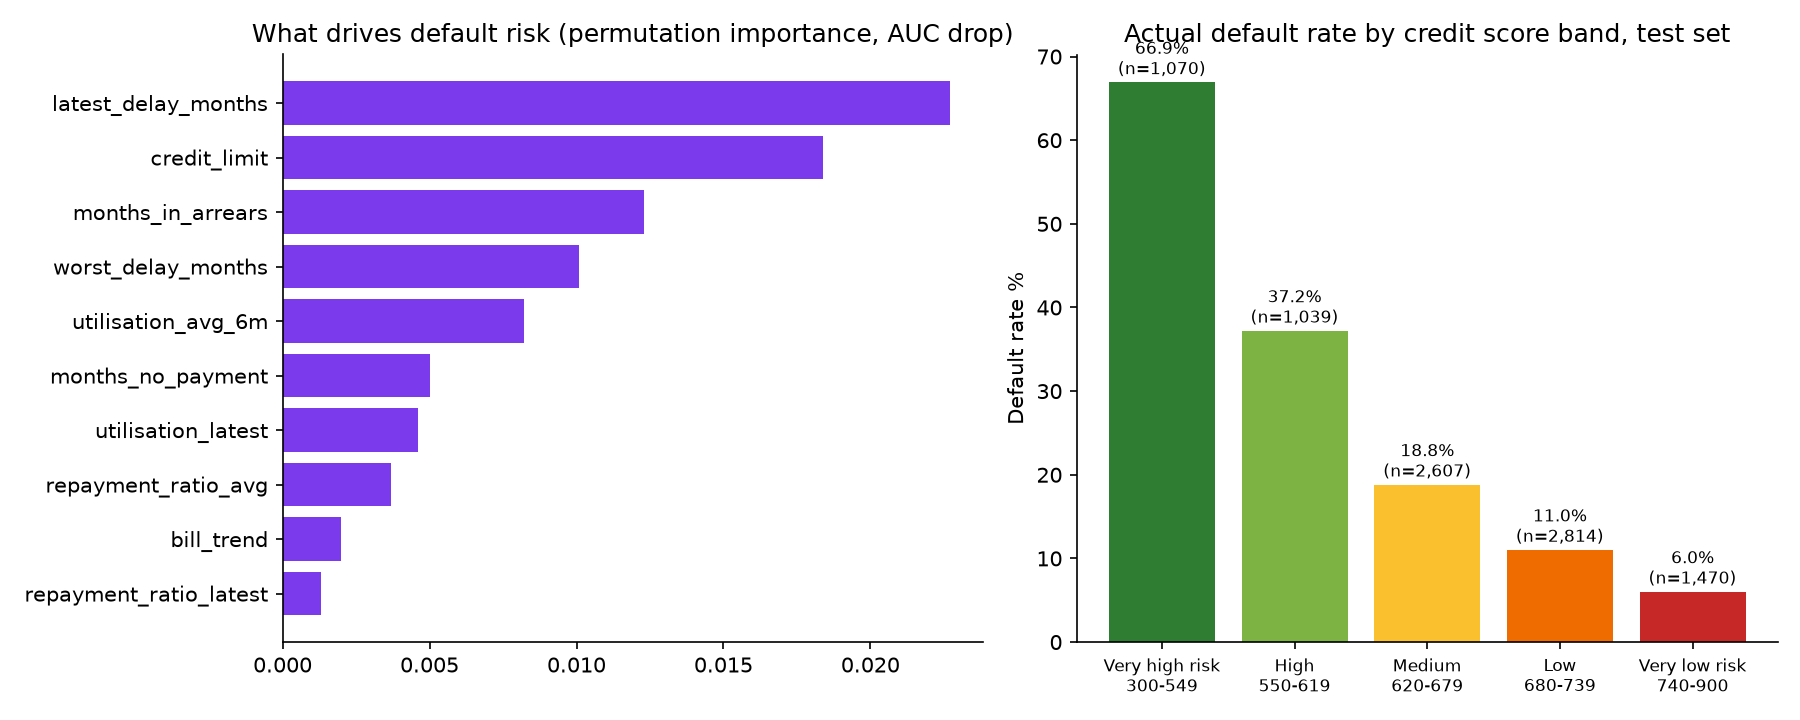 What drives default risk (permutation importance, AUC drop)
latest_delay_months
credit_limit
months_in_arrears
worst_delay_months
utilisation_avg_6m
months_no_payment
utilisation_latest
repayment_ratio_avg
bill_trend
repayment_ratio_latest
0.000 0.005 0.010 0.015 0.020
Actual default rate by credit score band, test set
Default rate %
70
60
50
40
30
20
10
0
66.9%
(n=1,070)
37.2%
(n=1,039)
18.8%
(n=2,607)
11.0%
(n=2,814)
6.0%
(n=1,470)
Very high risk
300-549
High
550-619
Medium
620-679
Low
680-739
Very low risk
740-900